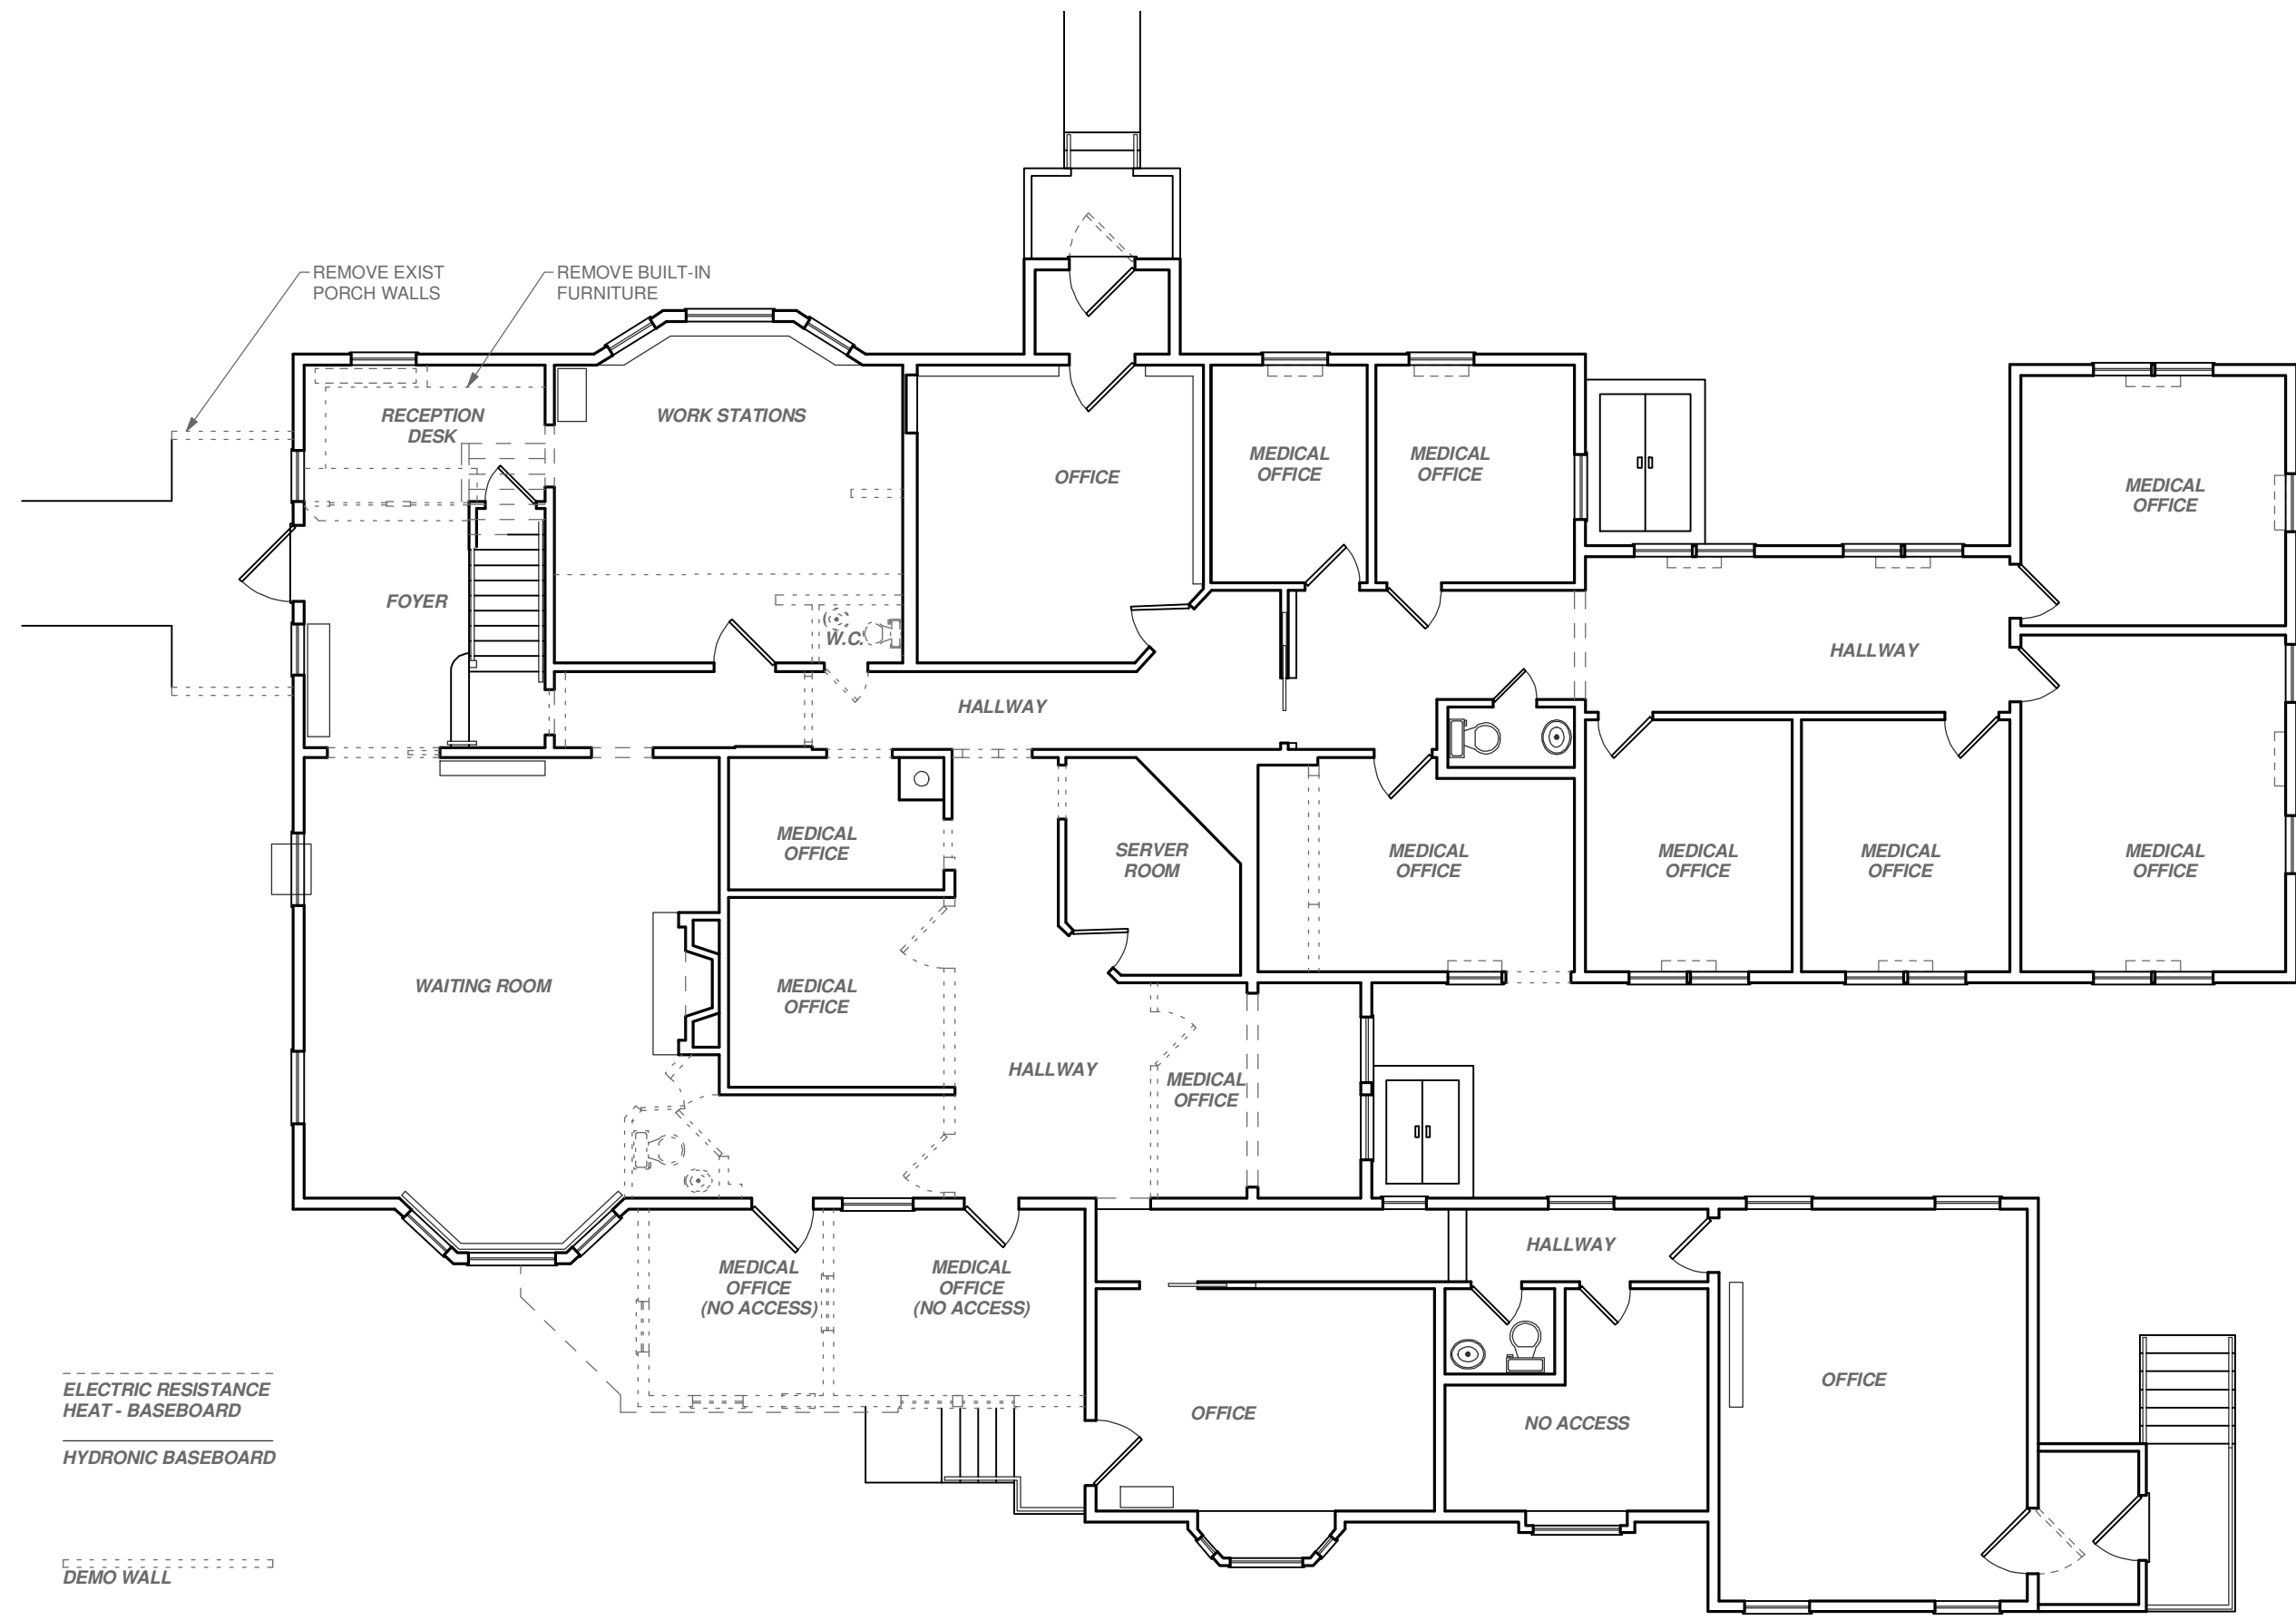 REMOVE EXIST
PORCH WALLS
REMOVE BUILT-IN
FURNITURE
RECEPTION
DESK
WORK STATIONS
OFFICE
MEDICAL
OFFICE
MEDICAL
OFFICE
MEDICAL
OFFICE
FOYER
W.C.
HALLWAY
HALLWAY
MEDICAL
OFFICE
SERVER
ROOM
MEDICAL
OFFICE
MEDICAL
OFFICE
MEDICAL
OFFICE
MEDICAL
OFFICE
WAITING ROOM
MEDICAL
OFFICE
HALLWAY
MEDICAL
OFFICE
MEDICAL
OFFICE
(NO ACCESS)
MEDICAL
OFFICE
(NO ACCESS)
HALLWAY
OFFICE
NO ACCESS
OFFICE
ELECTRIC RESISTANCE
HEAT - BASEBOARD
HYDRONIC BASEBOARD
DEMO WALL